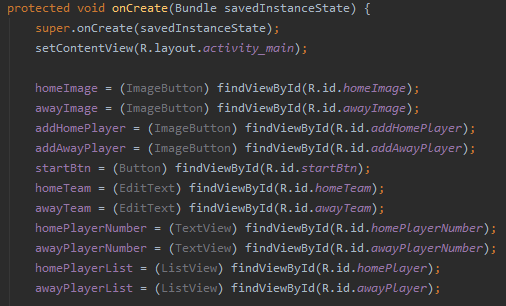 protected void onCreate(Bundle savedInstanceState) {
super.onCreate(savedInstanceState);
setContentView(R.layout.activity_main);
homeImage = (ImageButton) findViewById(R.id.homeImage);
awayImage = (ImageButton) findViewById(R.id.awayImage);
addHomePlayer = (ImageButton) findViewById(R.id.addHomePlayer);
addAwayPlayer = (ImageButton) findViewById(R.id.addAwayPlayer);
startBtn = (Button) findViewById(R.id.startBtn);
homeTeam = (EditText) findViewById(R.id.homeTeam);
awayTeam = (EditText) findViewById(R.id.awayTeam);
homePlayerNumber = (TextView) findViewById(R.id.homePlayerNumber);
awayPlayerNumber = (TextView) findViewById(R.id.awayPlayerNumber);
homePlayerList = (ListView) findViewById(R.id.homePlayer);
awayPlayerList = (ListView) findViewById(R.id.awayPlayer);